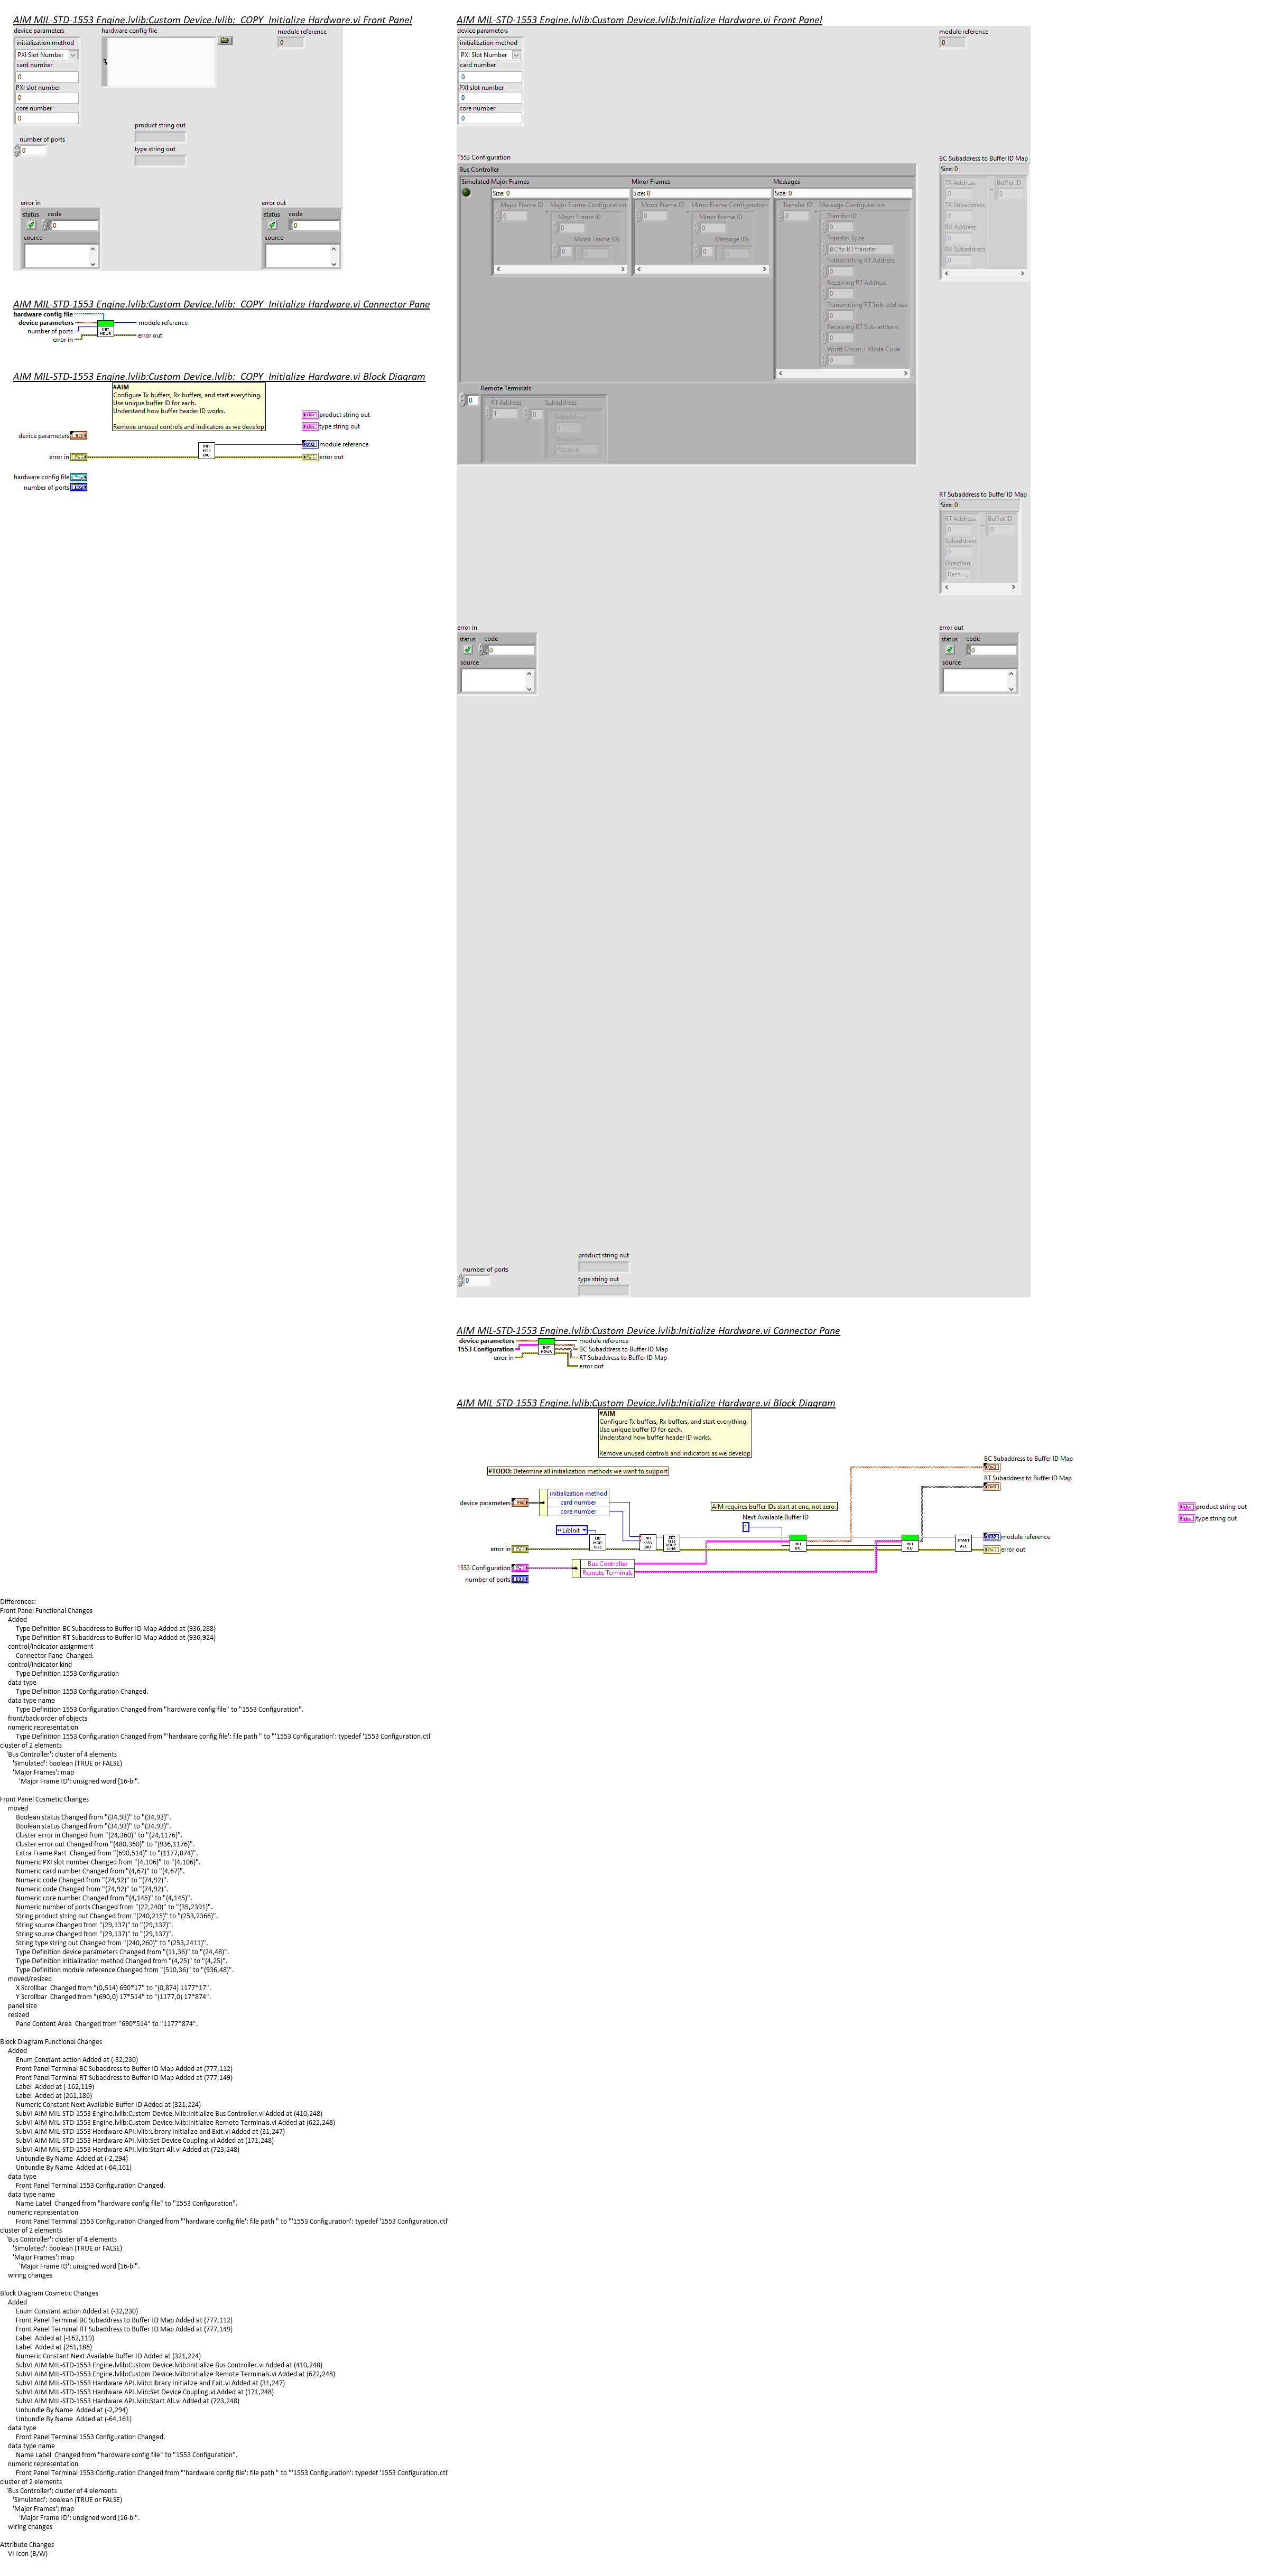 AIM MIL-STD-1553 Engine.lvlib:Custom Device.lvlib:_COPY_Initialize Hardware.vi Front Panel
device parameters
hardware config file
module reference
initialization method
0
PXI Slot Number
card number
0
PXI slot number
0
core number
0
product string out
number of ports
0
type string out
error in
error out
status code
0
source
status code
0
source
AIM MIL-STD-1553 Engine.lvlib:Custom Device.lvlib:_COPY_Initialize Hardware.vi Connector Pane
hardware config file
device parameters
module reference
number of ports
error in
error out
INIT HDWR
AIM MIL-STD-1553 Engine.lvlib:Custom Device.lvlib:_COPY_Initialize Hardware.vi Block Diagram
#AIM
Configure Tx buffers, Rx buffers, and start everything.
Use unique buffer ID for each.
Understand how buffer header ID works.
Remove unused controls and indicators as we develop
product string out
type string out
device parameters
module reference
error in
error out
hardware config file
number of ports
AIM MIL-STD-1553 Engine.lvlib:Custom Device.lvlib:Initialize Hardware.vi Front Panel
device parameters
module reference
initialization method
0
PXI Slot Number
card number
0
PXI slot number
0
core number
0
1553 Configuration
BC Subaddress to Buffer ID Map
Bus Controller
Size: 0
Simulated Major Frames
Minor Frames
Messages
Size: 0
Size: 0
Size: 0
TX Address
Buffer ID
0
0
TX Subaddress
0
RX Address
0
RX Subaddress
0
Major Frame ID
Major Frame Configuration
0
Major Frame ID
0
Minor Frame IDs
0
0
Minor Frame ID
Minor Frame Configuration
0
Minor Frame ID
0
Message IDs
0
0
Transfer ID
Message Configuration
0
Transfer ID
0
Transfer Type
BC to RT transfer
Transmitting RT Address
0
Receiving RT Address
0
Transmitting RT Sub-address
0
Receiving RT Sub-address
0
Word Count / Mode Code
0
Remote Terminals
0
RT Address
Subaddress
1
0
Subaddress
1
Direction
Receive
RT Subaddress to Buffer ID Map
Size: 0
RT Address
Buffer ID
0
0
Subaddress
0
Direction
error in
error out
status code
0
source
status code
0
source
product string out
number of ports
0
type string out
AIM MIL-STD-1553 Engine.lvlib:Custom Device.lvlib:Initialize Hardware.vi Connector Pane
device parameters
module reference
1553 Configuration
BC Subaddress to Buffer ID Map
error in
RT Subaddress to Buffer ID Map
error out
INIT HDWR
AIM MIL-STD-1553 Engine.lvlib:Custom Device.lvlib:Initialize Hardware.vi Block Diagram
#AIM
Configure Tx buffers, Rx buffers, and start everything.
Use unique buffer ID for each.
Understand how buffer header ID works.
Remove unused controls and indicators as we develop
BC Subaddress to Buffer ID Map
#TODO: Determine all initialization methods we want to support
RT Subaddress to Buffer ID Map
initialization method
device parameters
card number
core number
AIM requires buffer IDs start at one, not zero.
Next Available Buffer ID
1
product string out
type string out
LibInit
START ALL
module reference
error in
error out
1553 Configuration
Bus Controller
Remote Terminals
number of ports
Differences:
Front Panel Functional Changes
Added
Type Definition BC Subaddress to Buffer ID Map Added at (936,288)
Type Definition RT Subaddress to Buffer ID Map Added at (936,924)
control/indicator assignment
Connector Pane  Changed.
control/indicator kind
Type Definition 1553 Configuration
data type
Type Definition 1553 Configuration Changed.
data type name
Type Definition 1553 Configuration Changed from "hardware config file" to "1553 Configuration".
front/back order of objects
numeric representation
Type Definition 1553 Configuration Changed from "'hardware config file': file path " to "'1553 Configuration': typedef '1553 Configuration.ctl'
cluster of 2 elements
'Bus Controller': cluster of 4 elements
'Simulated': boolean (TRUE or FALSE)
'Major Frames': map
'Major Frame ID': unsigned word [16-bi".
Front Panel Cosmetic Changes
moved
Boolean status Changed from "(34,93)" to "(34,93)".
Boolean status Changed from "(34,93)" to "(34,93)".
Cluster error in Changed from "(24,360)" to "(24,1176)".
Cluster error out Changed from "(480,360)" to "(936,1176)".
Extra Frame Part  Changed from "(690,514)" to "(1177,874)".
Numeric PXI slot number Changed from "(4,106)" to "(4,106)".
Numeric card number Changed from "(4,67)" to "(4,67)".
Numeric code Changed from "(74,92)" to "(74,92)".
Numeric code Changed from "(74,92)" to "(74,92)".
Numeric core number Changed from "(4,145)" to "(4,145)".
Numeric number of ports Changed from "(22,240)" to "(35,2391)".
String product string out Changed from "(240,215)" to "(253,2366)".
String source Changed from "(29,137)" to "(29,137)".
String source Changed from "(29,137)" to "(29,137)".
String type string out Changed from "(240,260)" to "(253,2411)".
Type Definition device parameters Changed from "(11,36)" to "(24,48)".
Type Definition initialization method Changed from "(4,25)" to "(4,25)".
Type Definition module reference Changed from "(510,36)" to "(936,48)".
moved/resized
X Scrollbar  Changed from "(0,514) 690*17" to "(0,874) 1177*17".
Y Scrollbar  Changed from "(690,0) 17*514" to "(1177,0) 17*874".
panel size
resized
Pane Content Area  Changed from "690*514" to "1177*874".
Block Diagram Functional Changes
Added
Enum Constant action Added at (-32,230)
Front Panel Terminal BC Subaddress to Buffer ID Map Added at (777,112)
Front Panel Terminal RT Subaddress to Buffer ID Map Added at (777,149)
Label  Added at (-162,119)
Label  Added at (261,186)
Numeric Constant Next Available Buffer ID Added at (321,224)
SubVI AIM MIL-STD-1553 Engine.lvlib:Custom Device.lvlib:Initialize Bus Controller.vi Added at (410,248)
SubVI AIM MIL-STD-1553 Engine.lvlib:Custom Device.lvlib:Initialize Remote Terminals.vi Added at (622,248)
SubVI AIM MIL-STD-1553 Hardware API.lvlib:Library Initialize and Exit.vi Added at (31,247)
SubVI AIM MIL-STD-1553 Hardware API.lvlib:Set Device Coupling.vi Added at (171,248)
SubVI AIM MIL-STD-1553 Hardware API.lvlib:Start All.vi Added at (723,248)
Unbundle By Name  Added at (-2,294)
Unbundle By Name  Added at (-64,161)
data type
Front Panel Terminal 1553 Configuration Changed.
data type name
Name Label  Changed from "hardware config file" to "1553 Configuration".
numeric representation
Front Panel Terminal 1553 Configuration Changed from "'hardware config file': file path " to "'1553 Configuration': typedef '1553 Configuration.ctl'
cluster of 2 elements
'Bus Controller': cluster of 4 elements
'Simulated': boolean (TRUE or FALSE)
'Major Frames': map
'Major Frame ID': unsigned word [16-bi".
wiring changes
Block Diagram Cosmetic Changes
Added
Enum Constant action Added at (-32,230)
Front Panel Terminal BC Subaddress to Buffer ID Map Added at (777,112)
Front Panel Terminal RT Subaddress to Buffer ID Map Added at (777,149)
Label  Added at (-162,119)
Label  Added at (261,186)
Numeric Constant Next Available Buffer ID Added at (321,224)
SubVI AIM MIL-STD-1553 Engine.lvlib:Custom Device.lvlib:Initialize Bus Controller.vi Added at (410,248)
SubVI AIM MIL-STD-1553 Engine.lvlib:Custom Device.lvlib:Initialize Remote Terminals.vi Added at (622,248)
SubVI AIM MIL-STD-1553 Hardware API.lvlib:Library Initialize and Exit.vi Added at (31,247)
SubVI AIM MIL-STD-1553 Hardware API.lvlib:Set Device Coupling.vi Added at (171,248)
SubVI AIM MIL-STD-1553 Hardware API.lvlib:Start All.vi Added at (723,248)
Unbundle By Name  Added at (-2,294)
Unbundle By Name  Added at (-64,161)
data type
Front Panel Terminal 1553 Configuration Changed.
data type name
Name Label  Changed from "hardware config file" to "1553 Configuration".
numeric representation
Front Panel Terminal 1553 Configuration Changed from "'hardware config file': file path " to "'1553 Configuration': typedef '1553 Configuration.ctl'
cluster of 2 elements
'Bus Controller': cluster of 4 elements
'Simulated': boolean (TRUE or FALSE)
'Major Frames': map
'Major Frame ID': unsigned word [16-bi".
wiring changes
Attribute Changes
VI Icon (B/W)